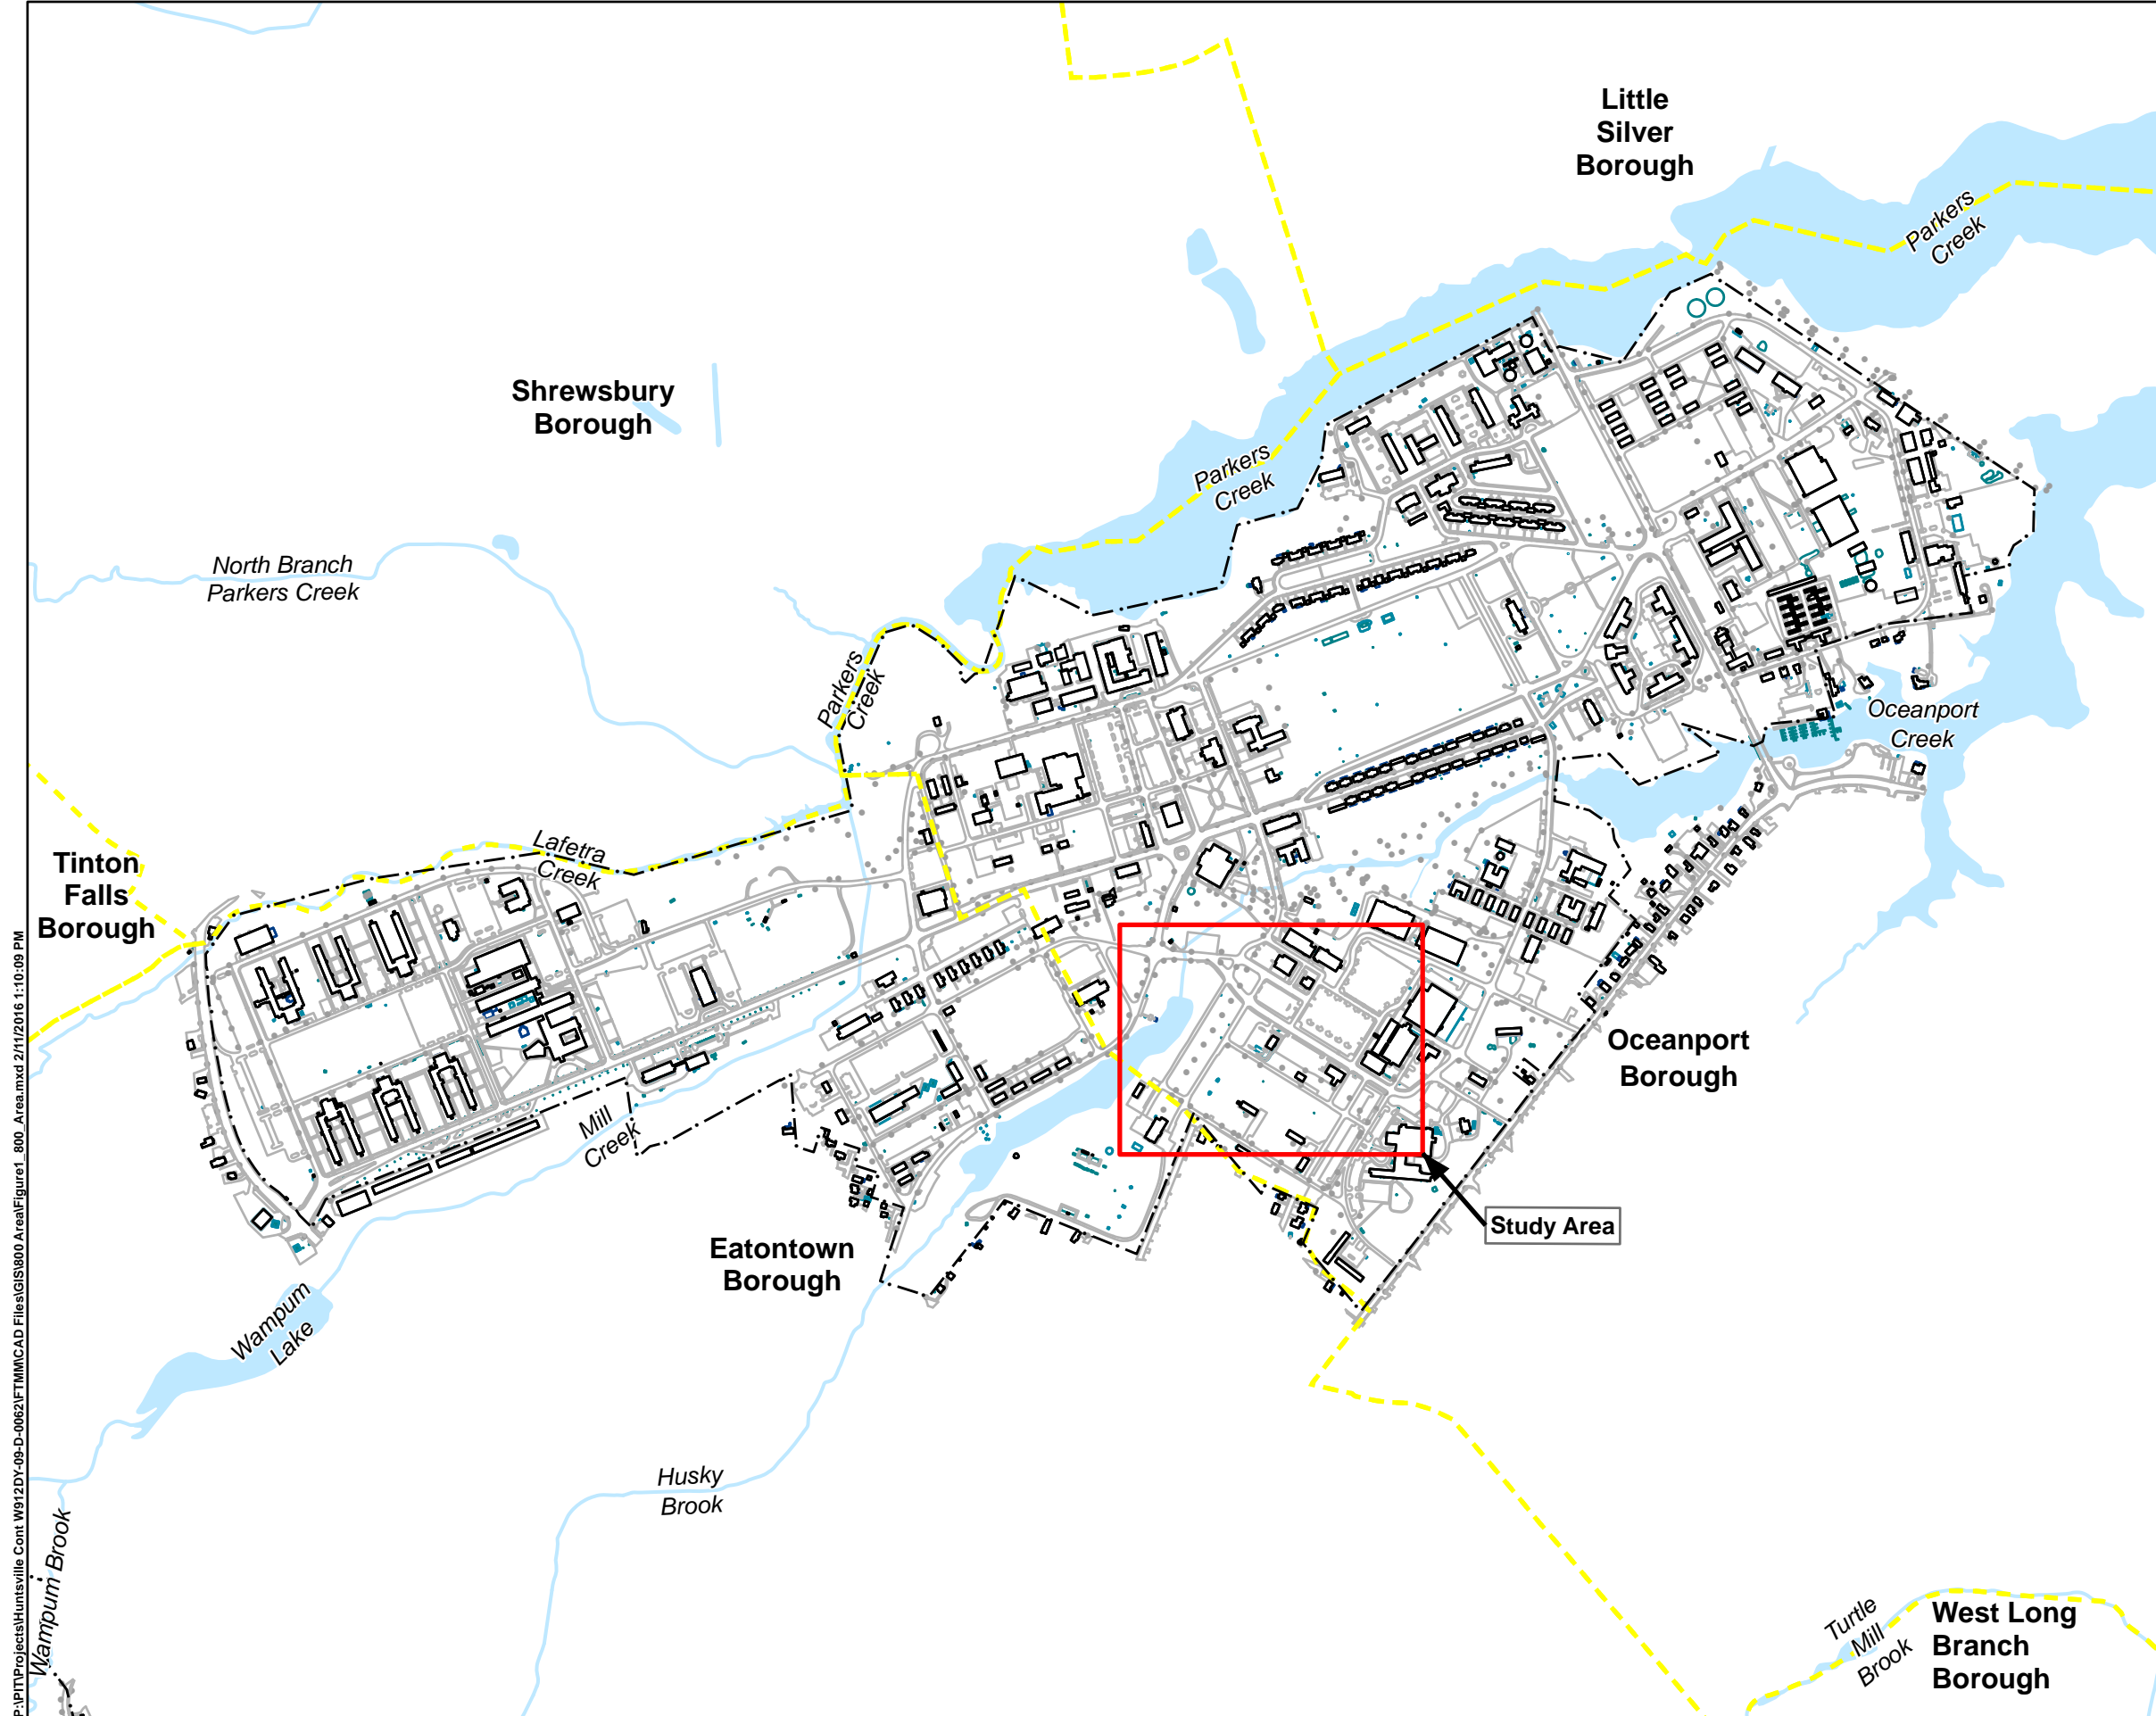 Little
Silver
Borough
Parkers
Creek
Shrewsbury
Borough
Parkers
Creek
North Branch
Parkers Creek
Parkers
Creek
Oceanport
Creek
Lafetra
Creek
Tinton
Falls
Borough
Oceanport
Borough
Mill
Creek
Study Area
Eatontown
Borough
Wampum
Lake
Husky
Brook
Wampum Brook
Turtle
Mill
Brook
West Long
Branch
Borough
P:\PIT\Projects\Huntsville Cont W912DY-09-D-0062\FTMM\CAD Files\GIS\800 Area\Figure1_800_Area.mxd 2/11/2016 1:10:09 PM